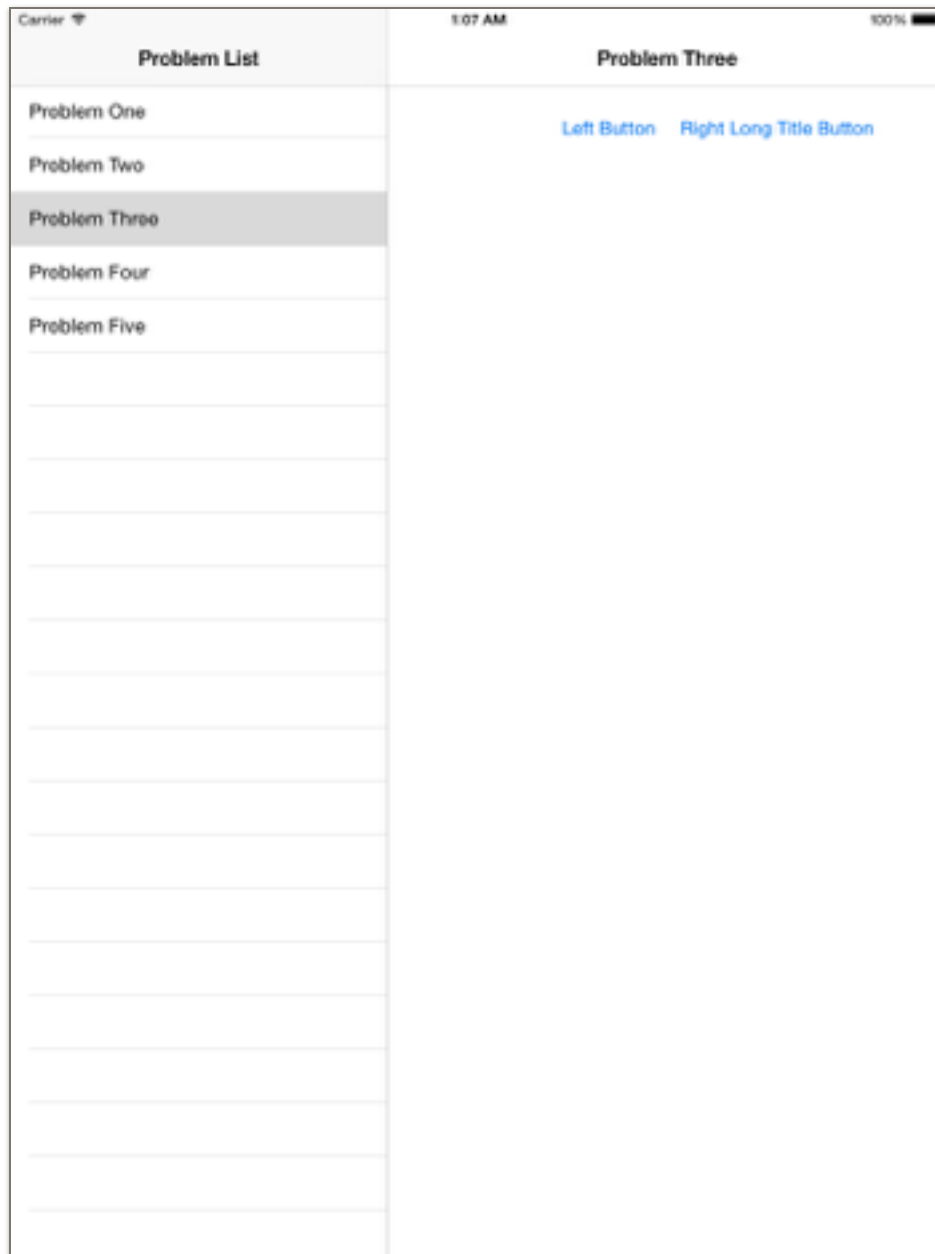 Carrier
1:07 AM
100%
Problem List
Problem Three
Problem One
Problem Two
Problem Three
Problem Four
Problem Five
Left Button
Right Long Title Button